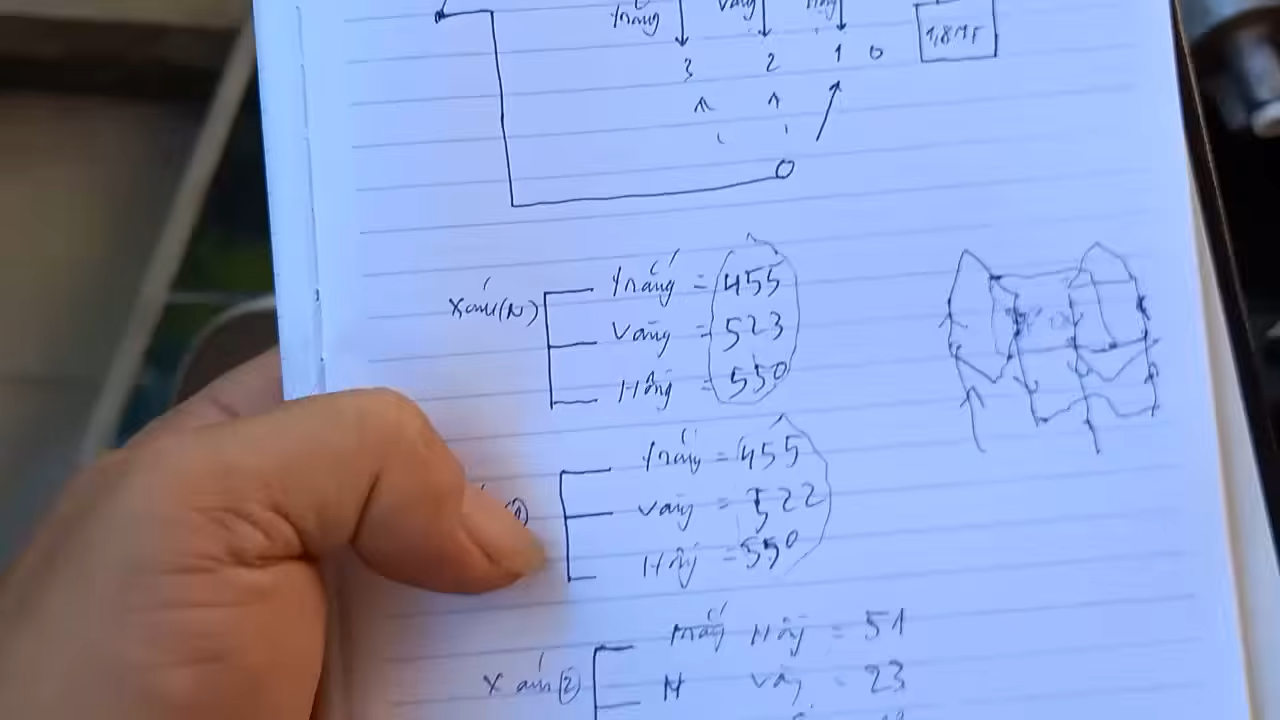 trắng vàng hồng
1,8MF
3 2 1 0
0
Xám(N)
trắng = 455
vàng = 523
Hồng = 550
trắng = 455
vàng = 522
Hồng = 550
Hồng = 51
Xám(2) N vàng = 23